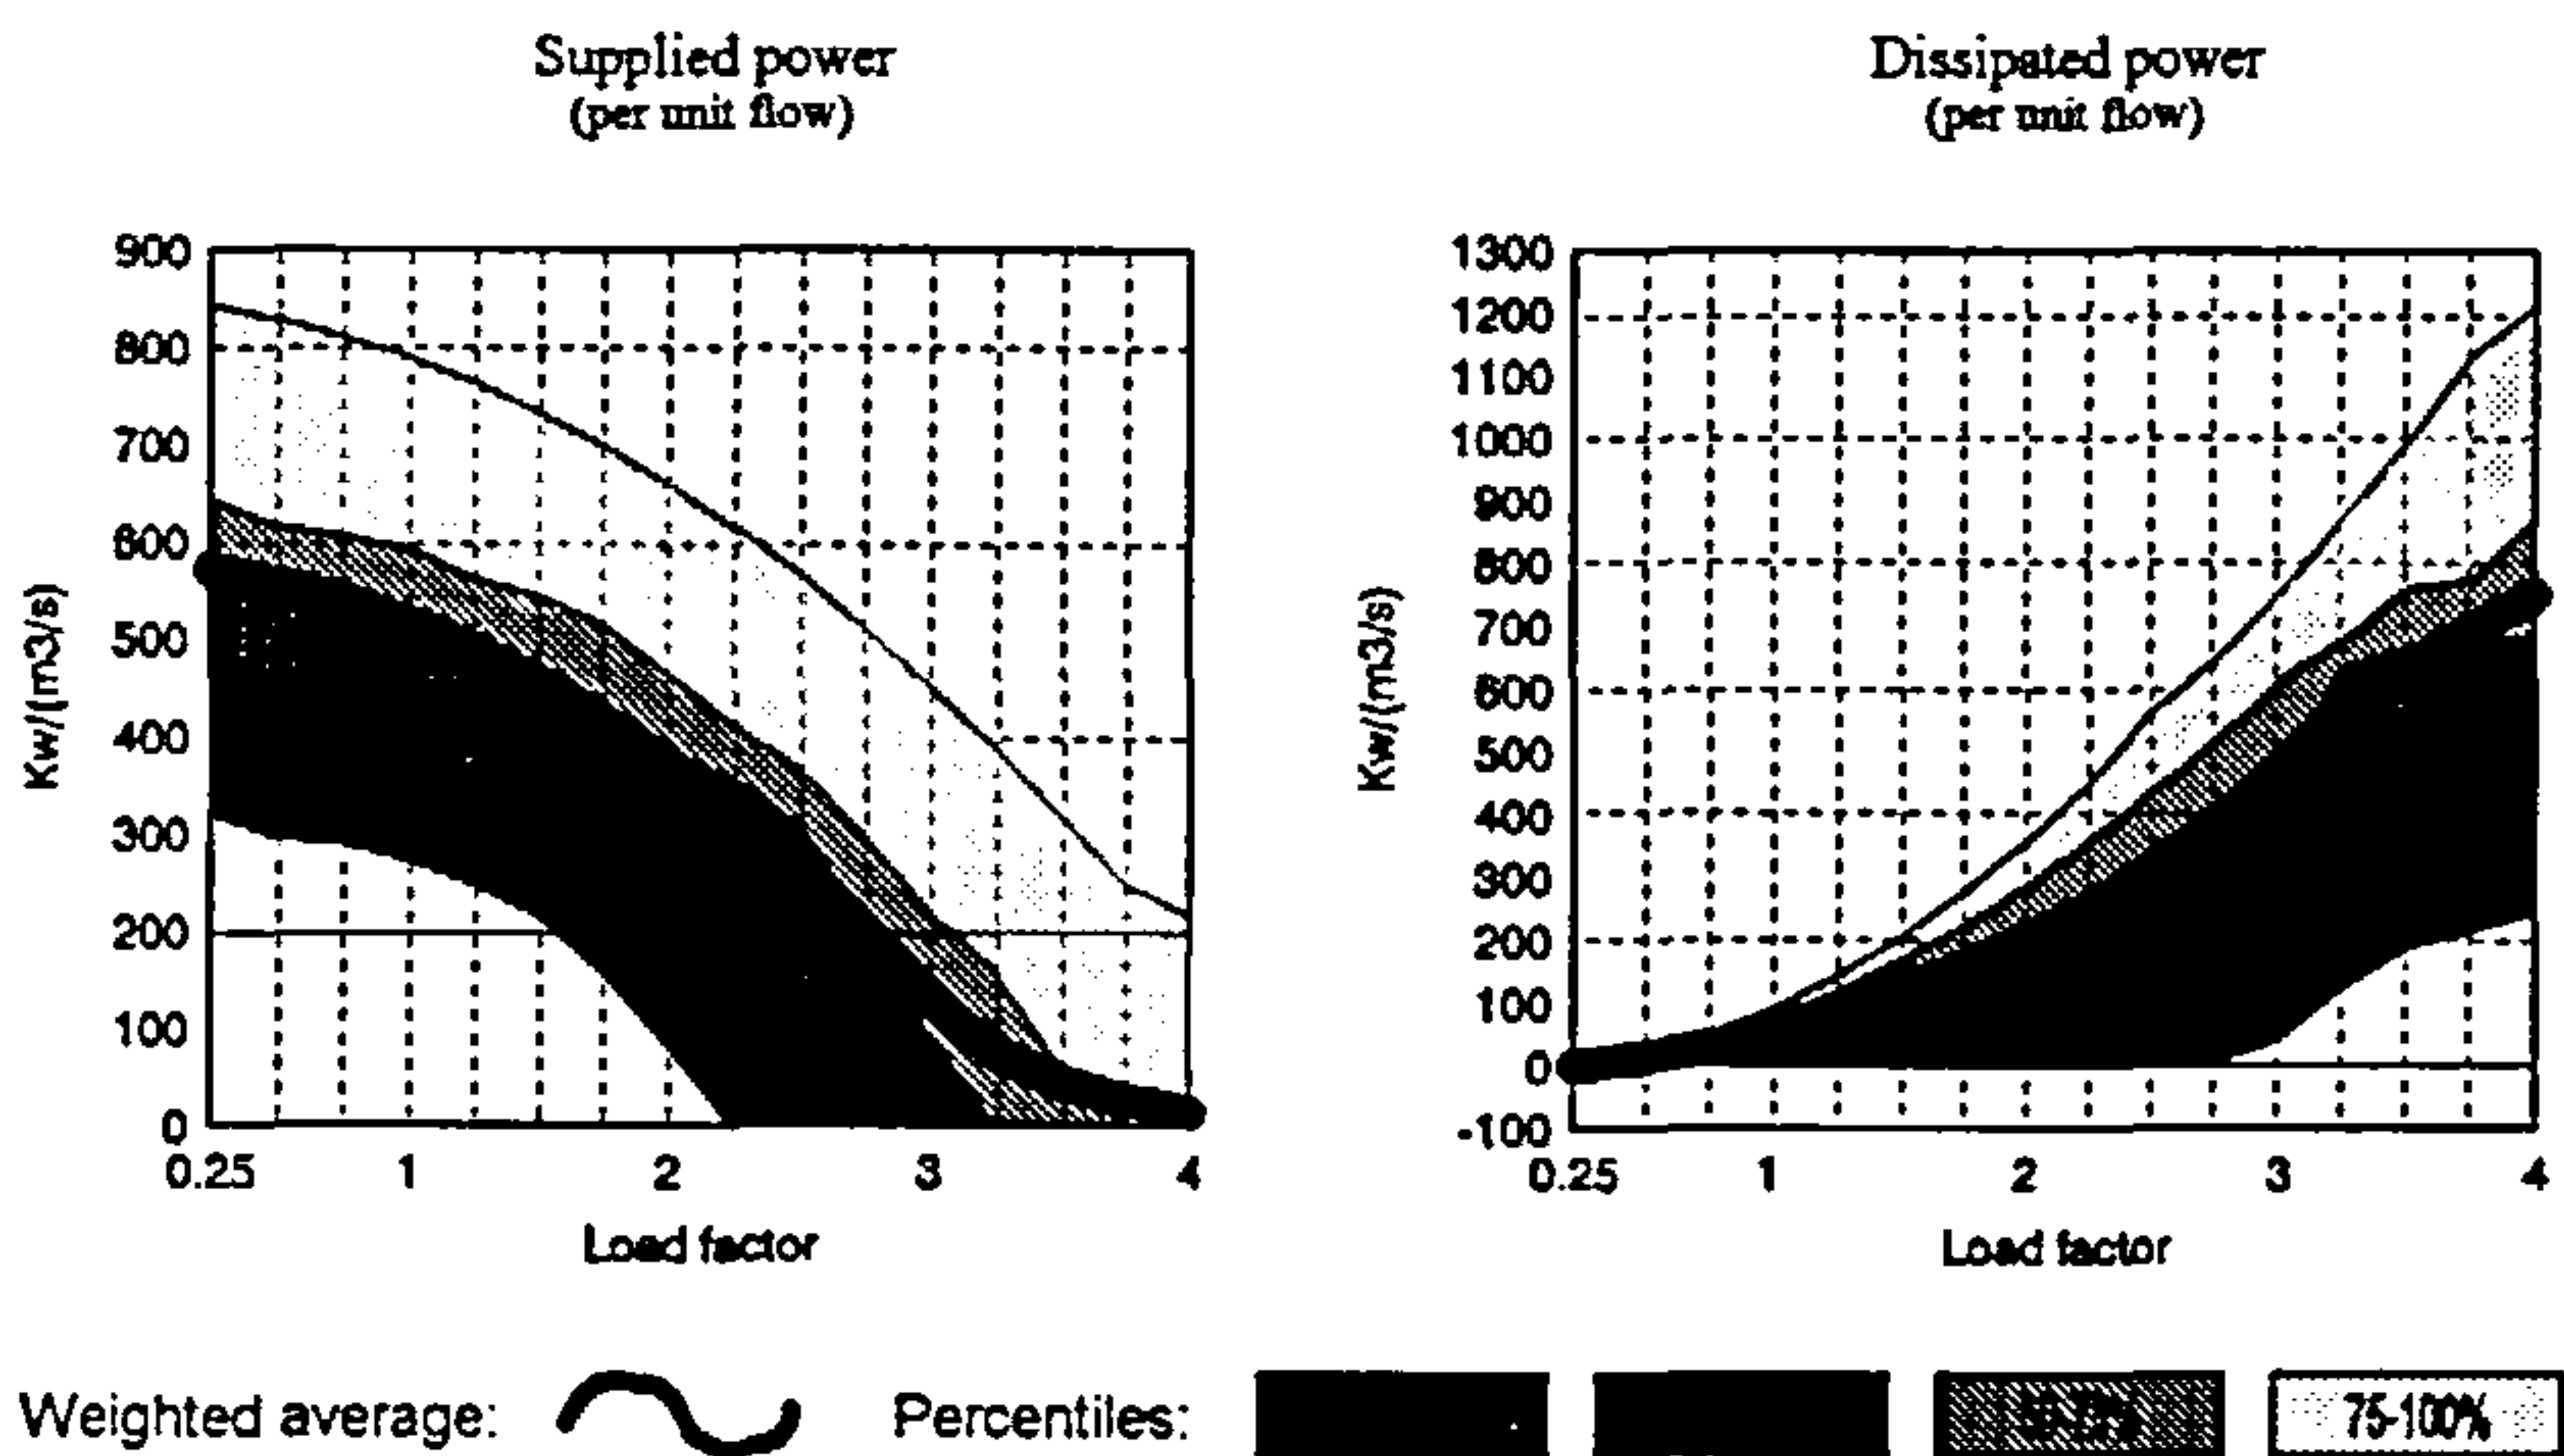 Supplied power
(per unit flow)
Kw/(m3/s)
900
800
700
600
500
400
300
200
100
0
0.25 1 2 3 4
Load factor
Dissipated power
(per unit flow)
Kw/(m3/s)
1300
1200
1100
1000
900
800
700
600
500
400
300
200
100
0
-100
0.25 1 2 3 4
Load factor
Weighted average:
Percentiles:
75-100%